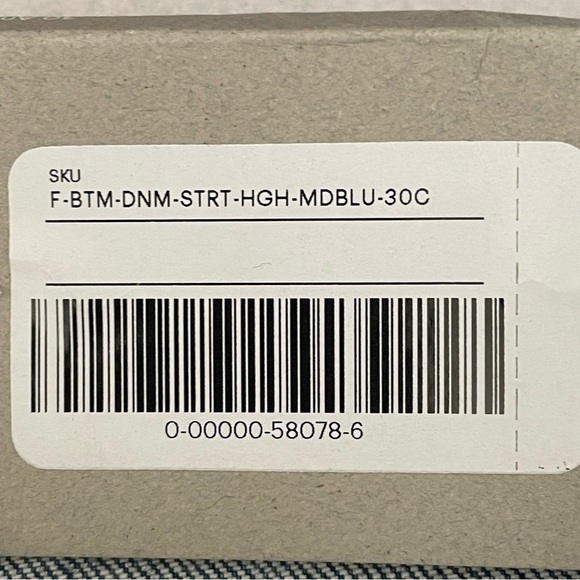 SKU
F-BTM-DNM-STRT-HGH-MDBLU-30C
0-00000-58078-6